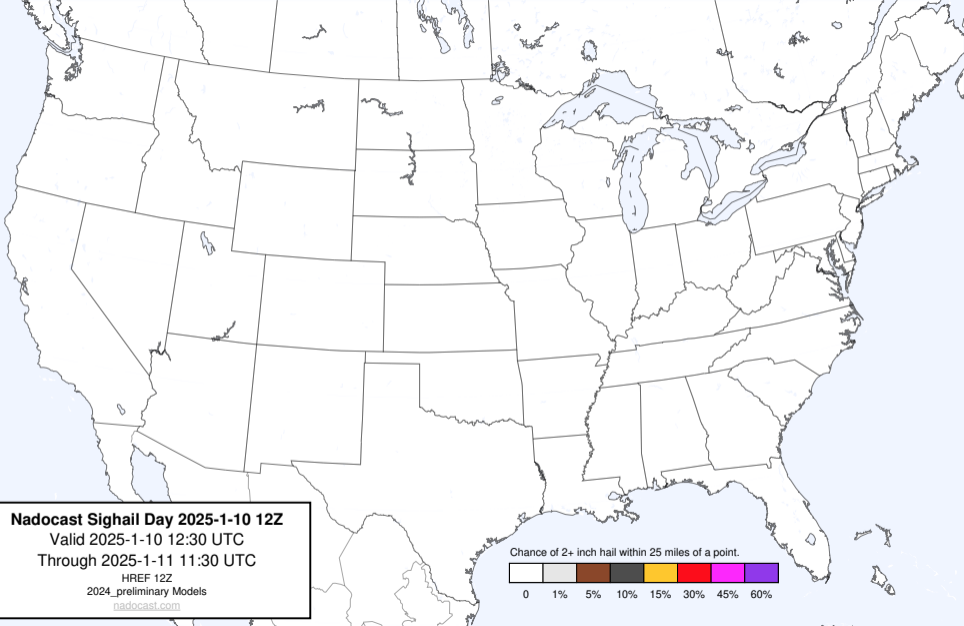 Nadocast Sighail Day 2025-1-10 12Z
Valid 2025-1-10 12:30 UTC
Through 2025-1-11 11:30 UTC
HREF 12Z
2024_preliminary Models
nadocast.com
Chance of 2+ inch hail within 25 miles of a point.
0 1% 5% 10% 15% 30% 45% 60%